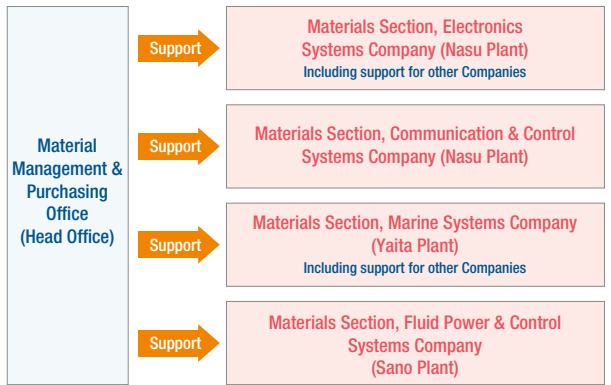 Material
Management &
Purchasing
Office
(Head Office)
Support
Materials Section, Electronics
Systems Company (Nasu Plant)
Including support for other Companies
Support
Materials Section, Communication & Control
Systems Company (Nasu Plant)
Support
Materials Section, Marine Systems Company
(Yaita Plant)
Including support for other Companies
Support
Materials Section, Fluid Power & Control
Systems Company
(Sano Plant)